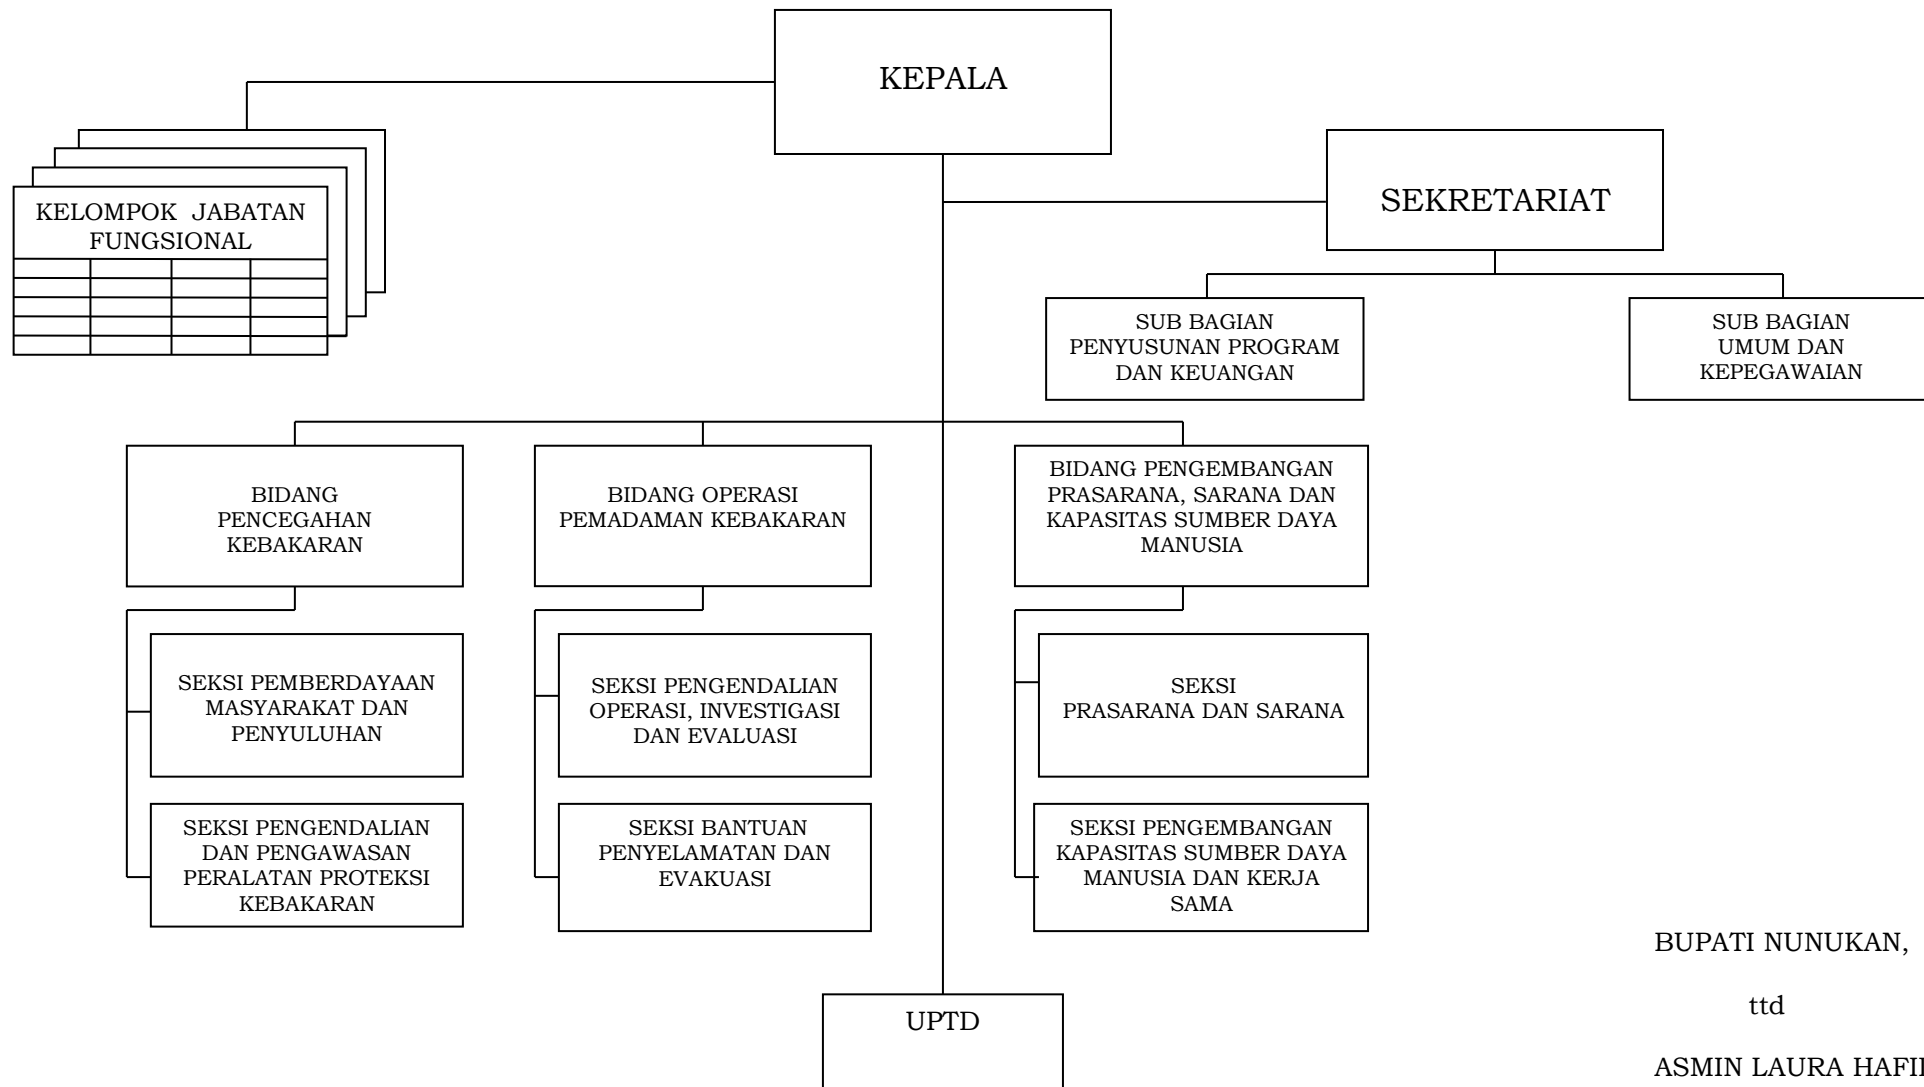 KEPALA
SEKRETARIAT
KELOMPOK JABATAN
FUNGSIONAL
SUB BAGIAN
PENYUSUNAN PROGRAM
DAN KEUANGAN
SUB BAGIAN
UMUM DAN
KEPEGAWAIAN
BIDANG
PENCEGAHAN
KEBAKARAN
BIDANG OPERASI
PEMADAMAN KEBAKARAN
BIDANG PENGEMBANGAN
PRASARANA, SARANA DAN
KAPASITAS SUMBER DAYA
MANUSIA
SEKSI PEMBERDAYAAN
MASYARAKAT DAN
PENYULUHAN
SEKSI PENGENDALIAN
OPERASI, INVESTIGASI
DAN EVALUASI
SEKSI
PRASARANA DAN SARANA
SEKSI PENGENDALIAN
DAN PENGAWASAN
PERALATAN PROTEKSI
KEBAKARAN
SEKSI BANTUAN
PENYELAMATAN DAN
EVAKUASI
SEKSI PENGEMBANGAN
KAPASITAS SUMBER DAYA
MANUSIA DAN KERJA
SAMA
UPTD
BUPATI NUNUKAN,
ttd
ASMIN LAURA